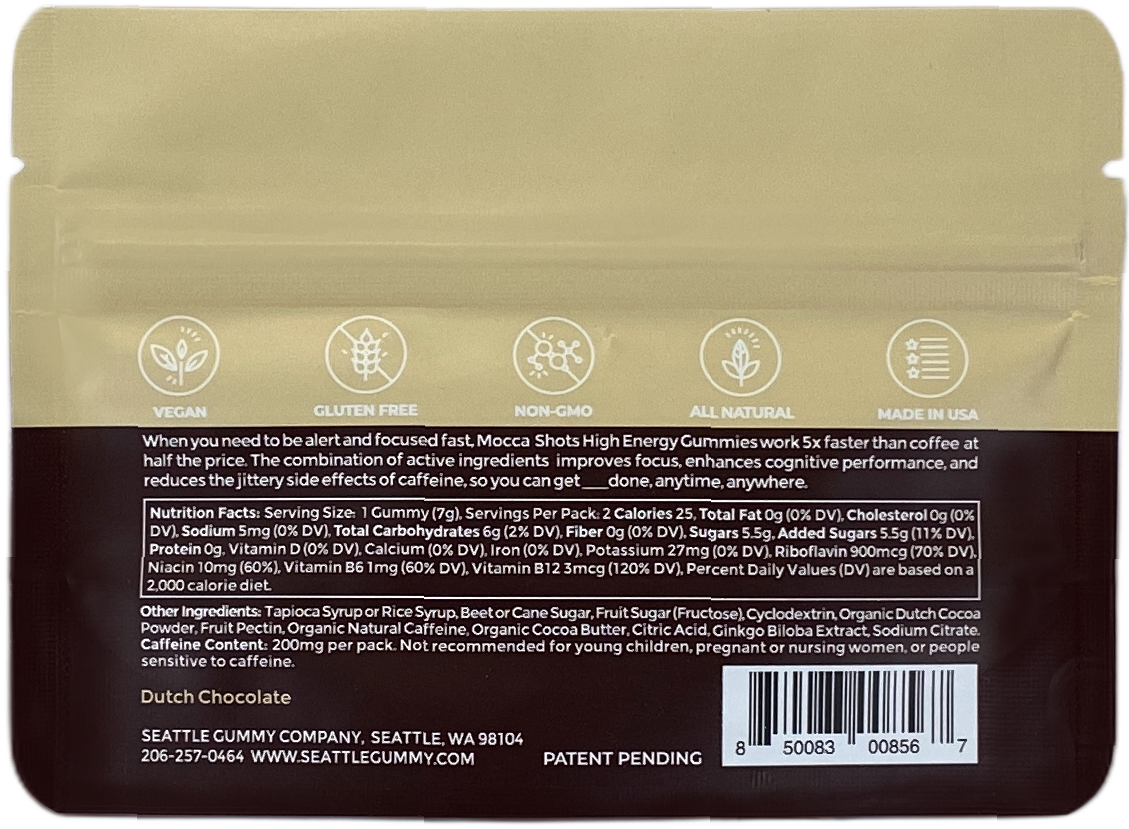 VEGAN
GLUTEN FREE
NON-GMO
ALL NATURAL
MADE IN USA
When you need to be alert and focused fast, Mocca Shots High Energy Gummies work 5x faster than coffee at
half the price. The combination of active ingredients improves focus, enhances cognitive performance, and
reduces the jittery side effects of caffeine, so you can get ___done, anytime, anywhere.
Nutrition Facts: Serving Size: 1 Gummy (7g), Servings Per Pack: 2 Calories 25, Total Fat 0g (0% DV), Cholesterol 0g (0%
DV), Sodium 5mg (0% DV), Total Carbohydrates 6g (2% DV), Fiber 0g (0% DV), Sugars 5.5g, Added Sugars 5.5g (11% DV),
Protein 0g, Vitamin D (0% DV), Calcium (0% DV), Iron (0% DV), Potassium 27mg (0% DV), Riboflavin 900mcg (70% DV),
Niacin 10mg (60%), Vitamin B6 1mg (60% DV), Vitamin B12 3mcg (120% DV), Percent Daily Values (DV) are based on a
2,000 calorie diet.
Other Ingredients: Tapioca Syrup or Rice Syrup, Beet or Cane Sugar, Fruit Sugar (Fructose), Cyclodextrin, Organic Dutch Cocoa
Powder, Fruit Pectin, Organic Natural Caffeine, Organic Cocoa Butter, Citric Acid, Ginkgo Biloba Extract, Sodium Citrate.
Caffeine Content: 200mg per pack. Not recommended for young children, pregnant or nursing women, or people
sensitive to caffeine.
Dutch Chocolate
SEATTLE GUMMY COMPANY, SEATTLE, WA 98104
206-257-0464 WWW.SEATTLEGUMMY.COM
PATENT PENDING
8 50083 00856 7